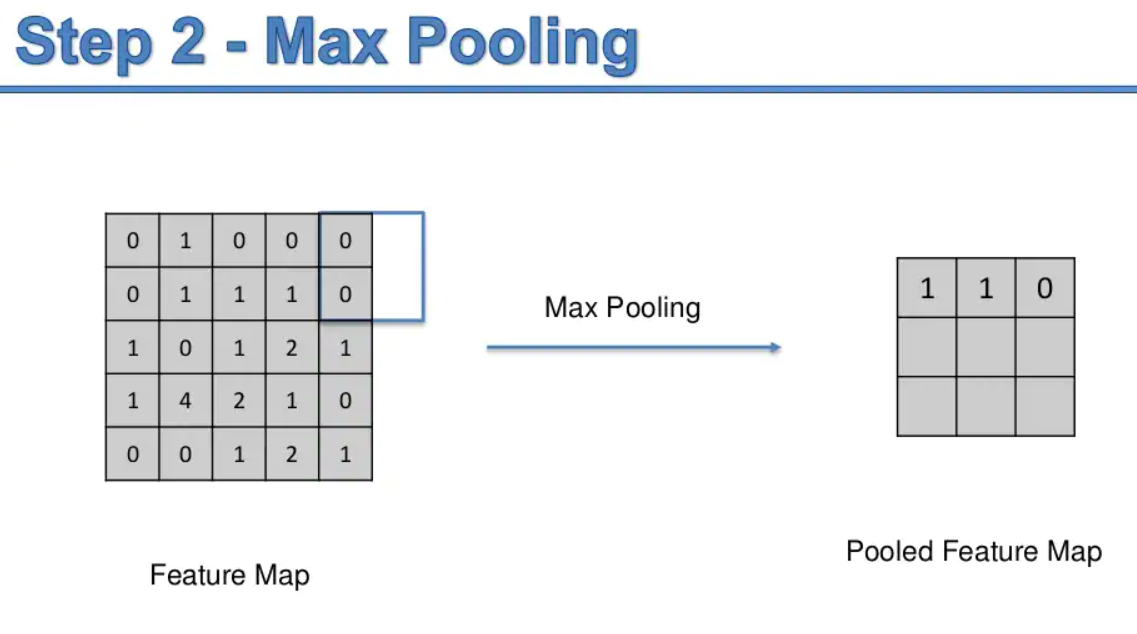 Step 2 - Max Pooling
0 1 0 0 0
0 1 1 1 0
1 0 1 2 1
1 4 2 1 0
0 0 1 2 1
Feature Map
Max Pooling
1 1 0
Pooled Feature Map